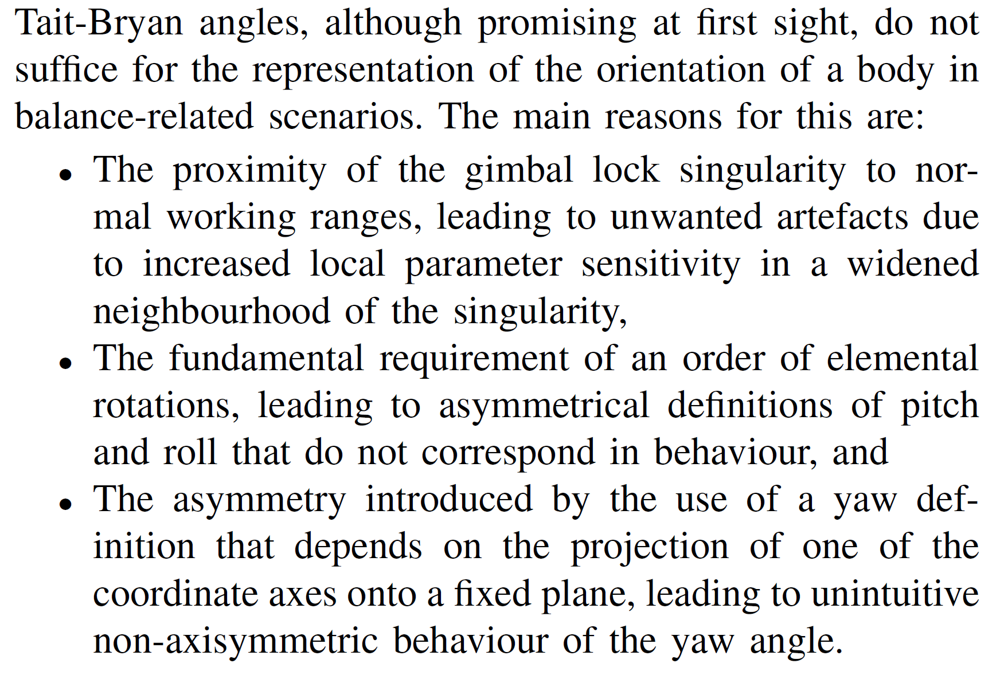 Tait-Bryan angles, although promising at first sight, do not
suffice for the representation of the orientation of a body in
balance-related scenarios. The main reasons for this are:
• The proximity of the gimbal lock singularity to nor-
mal working ranges, leading to unwanted artefacts due
to increased local parameter sensitivity in a widened
neighbourhood of the singularity,
• The fundamental requirement of an order of elemental
rotations, leading to asymmetrical definitions of pitch
and roll that do not correspond in behaviour, and
• The asymmetry introduced by the use of a yaw def-
inition that depends on the projection of one of the
coordinate axes onto a fixed plane, leading to unintuitive
non-axisymmetric behaviour of the yaw angle.